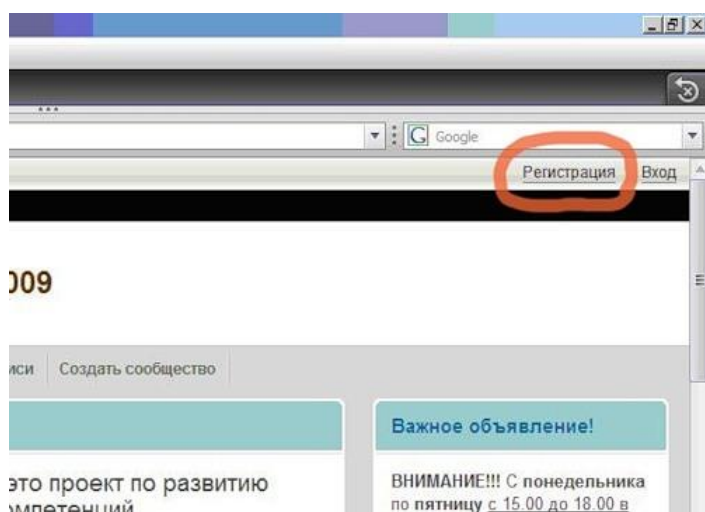 Google
Регистрация Вход
009
Создать сообщество
Важное объявление!
это проект по развитию
ВНИМАНИЕ!!! С понедельника
по пятницу с 15.00 до 18.00 в